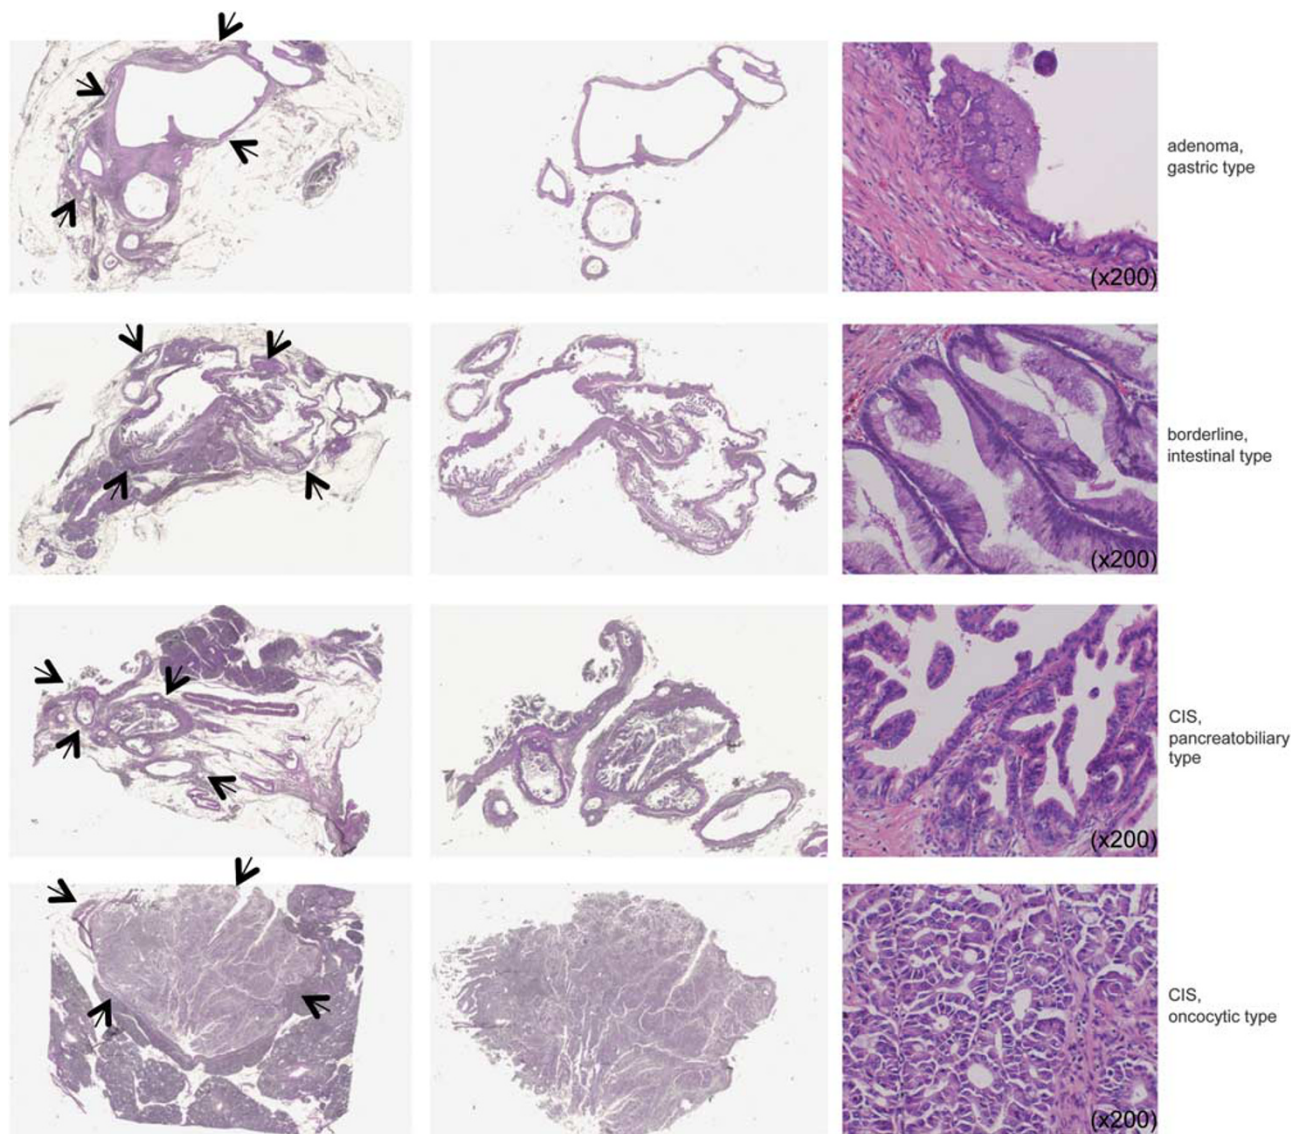 adenoma,
gastric type
(x200)
borderline,
intestinal type
(x200)
CIS,
pancreatobiliary
type
(x200)
CIS,
oncocytic type
(x200)